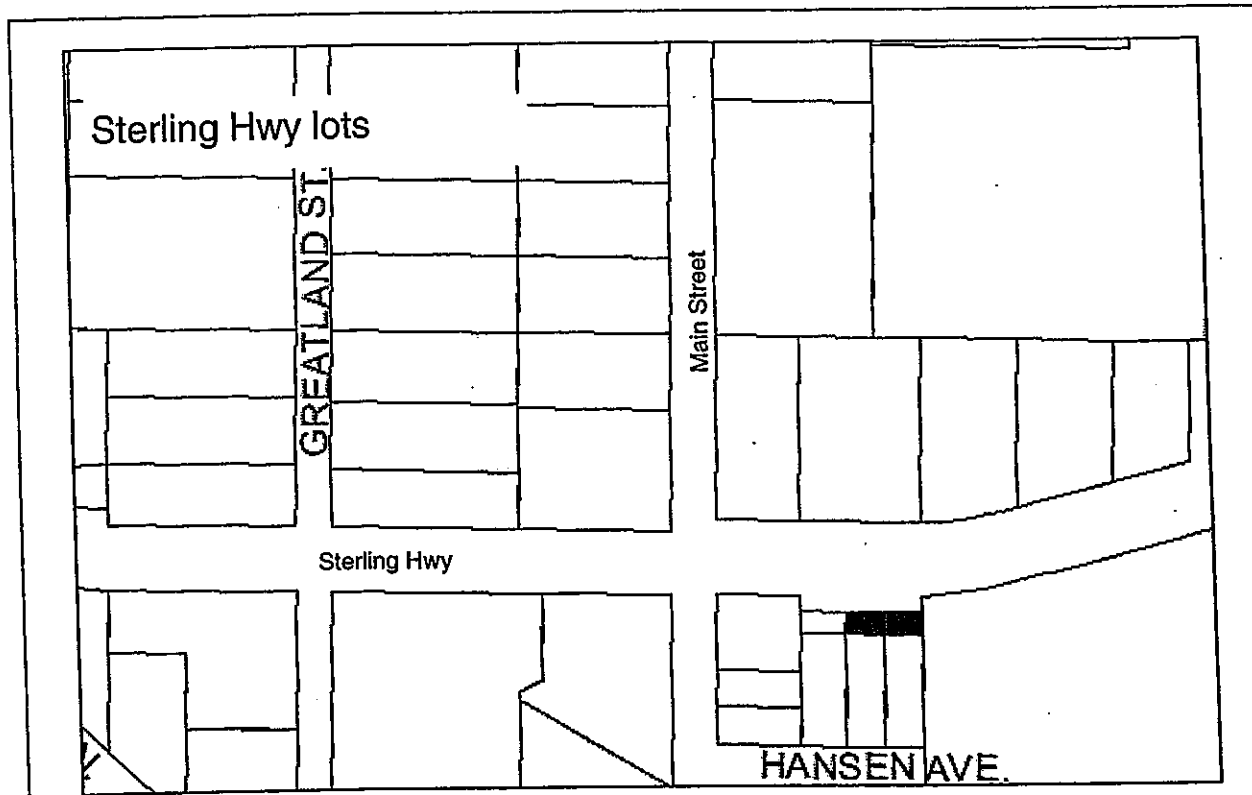 Sterling Hwy lots
GREATLAND ST.
Main Street
Sterling Hwy
HANSEN AVE.